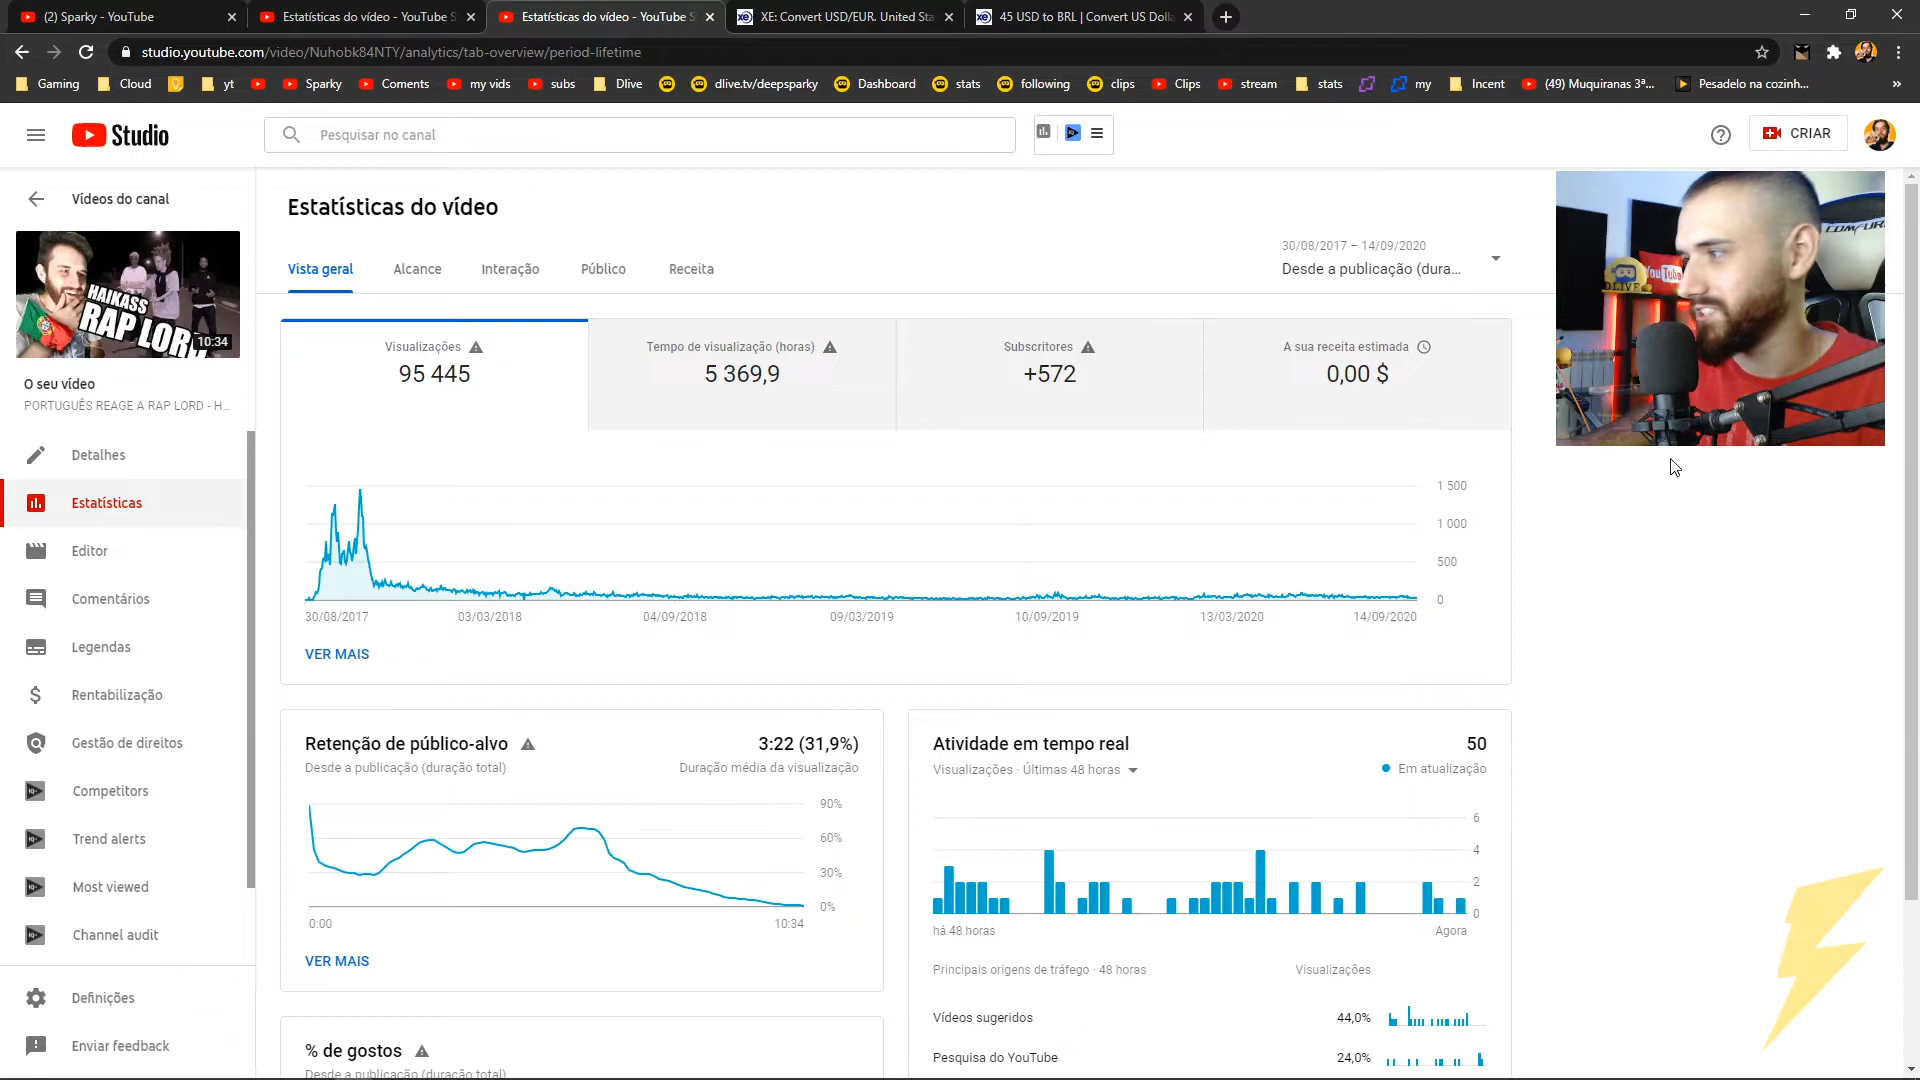 (2) Sparky - YouTube
Estatísticas do vídeo - YouTube S
Estatísticas do vídeo - YouTube S
XE: Convert USD/EUR. United Sta
45 USD to BRL | Convert US Dolla
studio.youtube.com/video/Nuhobk84NTY/analytics/tab-overview/period-lifetime
Gaming
Cloud
yt
Sparky
Coments
my vids
subs
Dlive
dlive.tv/deepsparky
Dashboard
stats
following
clips
Clips
stream
stats
my
Incent
(49) Muquiranas 3ª...
Pesadelo na cozinh...
»
Studio
Pesquisar no canal
CRIAR
Vídeos do canal
HAIKASS
RAP LORD
10:34
O seu vídeo
PORTUGUÊS REAGE A RAP LORD - H...
Detalhes
Estatísticas
Editor
Comentários
Legendas
Rentabilização
Gestão de direitos
Competitors
Trend alerts
Most viewed
Channel audit
Definições
Enviar feedback
Estatísticas do vídeo
Vista geral
Alcance
Interação
Público
Receita
30/08/2017 – 14/09/2020
Desde a publicação (dura...
DLIVE
YouTube
Visualizações
95 445
Tempo de visualização (horas)
5 369,9
Subscritores
+572
A sua receita estimada
0,00 $
1 500
1 000
500
0
30/08/2017
03/03/2018
04/09/2018
09/03/2019
10/09/2019
13/03/2020
14/09/2020
VER MAIS
Retenção de público-alvo
3:22 (31,9%)
Desde a publicação (duração total)
Duração média da visualização
90%
60%
30%
0%
0:00
10:34
VER MAIS
% de gostos
Desde a publicação (duração total)
Atividade em tempo real
50
Visualizações · Últimas 48 horas
Em atualização
6
4
2
0
há 48 horas
Agora
Principais origens de tráfego · 48 horas
Visualizações
Vídeos sugeridos
44,0%
Pesquisa do YouTube
24,0%